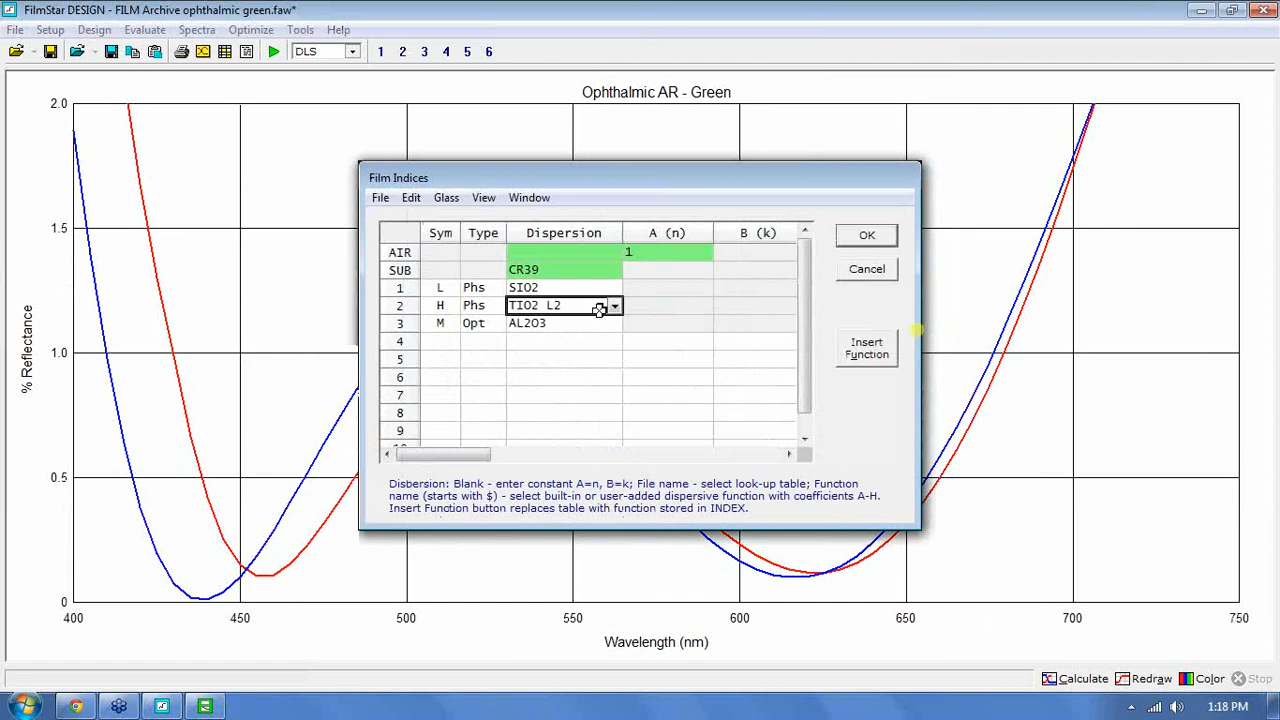 FilmStar DESIGN - FILM Archive ophthalmic green.faw*
File Setup Design Evaluate Spectra Optimize Tools Help
DLS 1 2 3 4 5 6
Ophthalmic AR - Green
2.0
1.5
1.0
0.5
0
% Reflectance
Film Indices
File Edit Glass View Window
Sym Type Dispersion A (n) B (k)
AIR 1
SUB CR39
1 L Phs SIO2
2 H Phs TIO2 L2
3 M Opt AL2O3
4
5
6
7
8
9
10
OK
Cancel
Insert
Function
Disbersion: Blank - enter constant A=n, B=k; File name - select look-up table; Function
name (starts with $) - select built-in or user-added dispersive function with coefficients A-H.
Insert Function button replaces table with function stored in INDEX.
400 450 500 550 600 650 700 750
Wavelength (nm)
Calculate Redraw Color Stop
1:18 PM